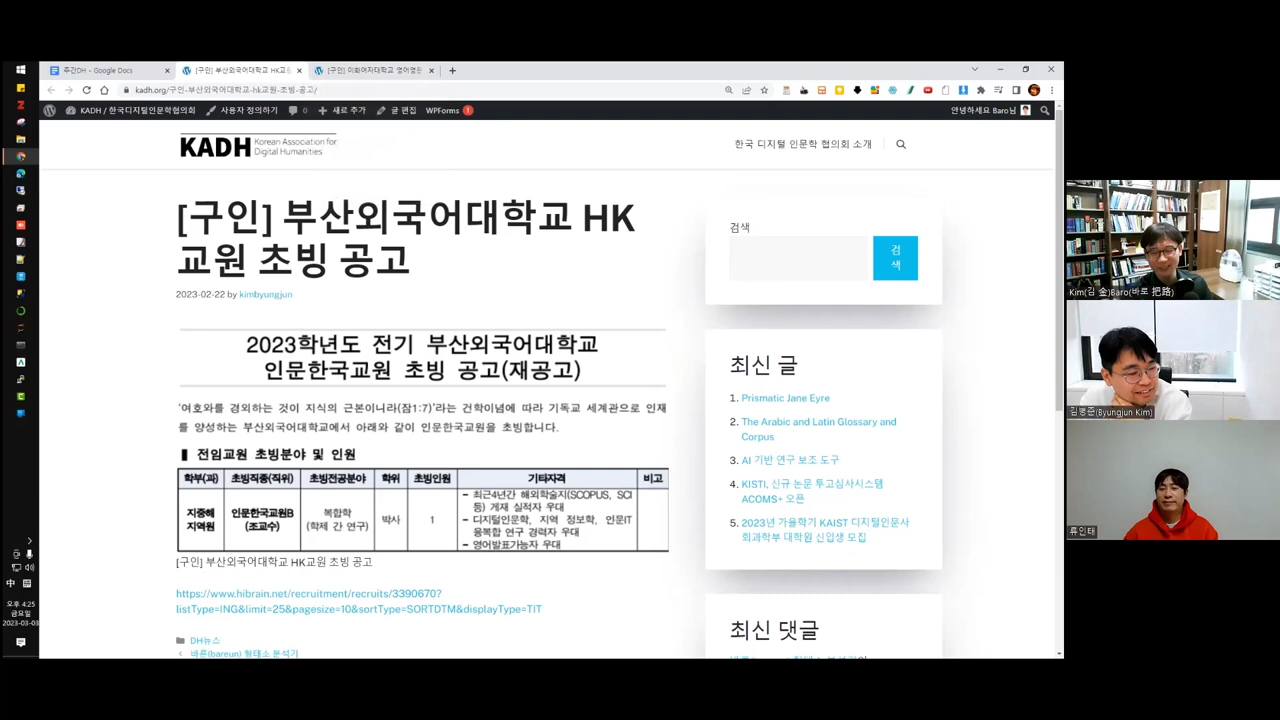 주간DH - Google Docs
[구인] 부산외국어대학교 HK교원
[구인] 이화여자대학교 영어영문
kadh.org/구인-부산외국어대학교-hk교원-초빙-공고/
KADH / 한국디지털인문학협의회
사용자 정의하기
0
새로 추가
글 편집
WPForms 1
안녕하세요 Baro님
KADH Korean Association for
Digital Humanities
한국 디지털 인문학 협의회 소개
[구인] 부산외국어대학교 HK
교원 초빙 공고
2023-02-22 by kimbyungjun
2023학년도 전기 부산외국어대학교
인문한국교원 초빙 공고(재공고)
'여호와를 경외하는 것이 지식의 근본이니라(잠1:7)'라는 건학이념에 따라 기독교 세계관으로 인재
를 양성하는 부산외국어대학교에서 아래와 같이 인문한국교원을 초빙합니다.
전임교원 초빙분야 및 인원
학부(과) 초빙직종(직위) 초빙전공분야 학위 초빙인원 기타자격 비고
지중해
지역원
인문한국교원B
(조교수)
복합학
(학제 간 연구)
박사
1
- 최근4년간 해외학술지(SCOPUS, SCI
등) 게재 실적자 우대
- 디지털인문학, 지역 정보학, 인문IT
융복합 연구 경력자 우대
- 영어발표가능자 우대
[구인] 부산외국어대학교 HK교원 초빙 공고
https://www.hibrain.net/recruitment/recruits/3390670?
listType=ING&limit=25&pagesize=10&sortType=SORTDTM&displayType=TIT
DH뉴스
바른(bareun) 형태소 분석기
검색
검
색
최신 글
1. Prismatic Jane Eyre
2. The Arabic and Latin Glossary and
Corpus
3. AI 기반 연구 보조 도구
4. KISTI, 신규 논문 투고심사시스템
ACOMS+ 오픈
5. 2023년 가을학기 KAIST 디지털인문사
회과학부 대학원 신입생 모집
최신 댓글
Kim(김 金)Baro(바로 把路)
김병준(Byungjun Kim)
류인태
中
오후 4:25
금요일
2023-03-03